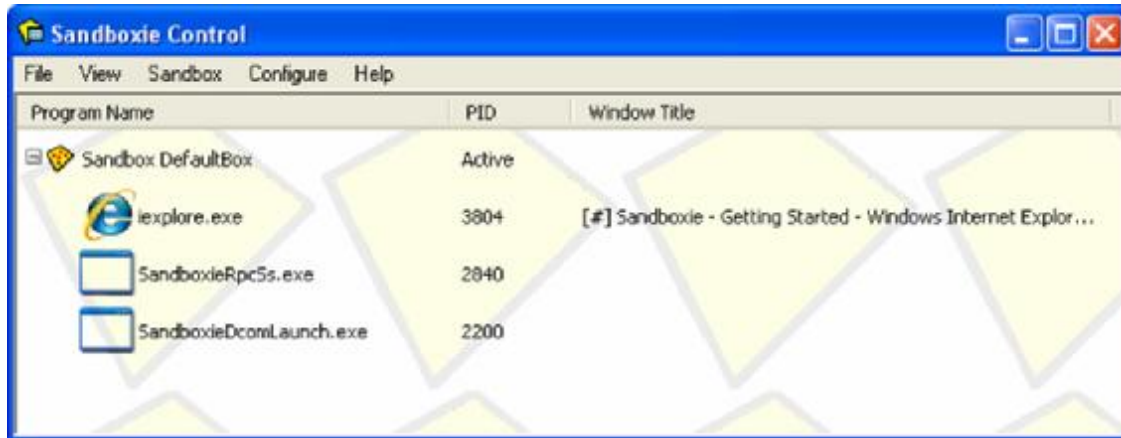 Sandboxie Control
File View Sandbox Configure Help
Program Name PID Window Title
Sandbox DefaultBox Active
iexplore.exe 3804 [#] Sandboxie - Getting Started - Windows Internet Explor...
SandboxieRpcSs.exe 2840
SandboxieDcomLaunch.exe 2200